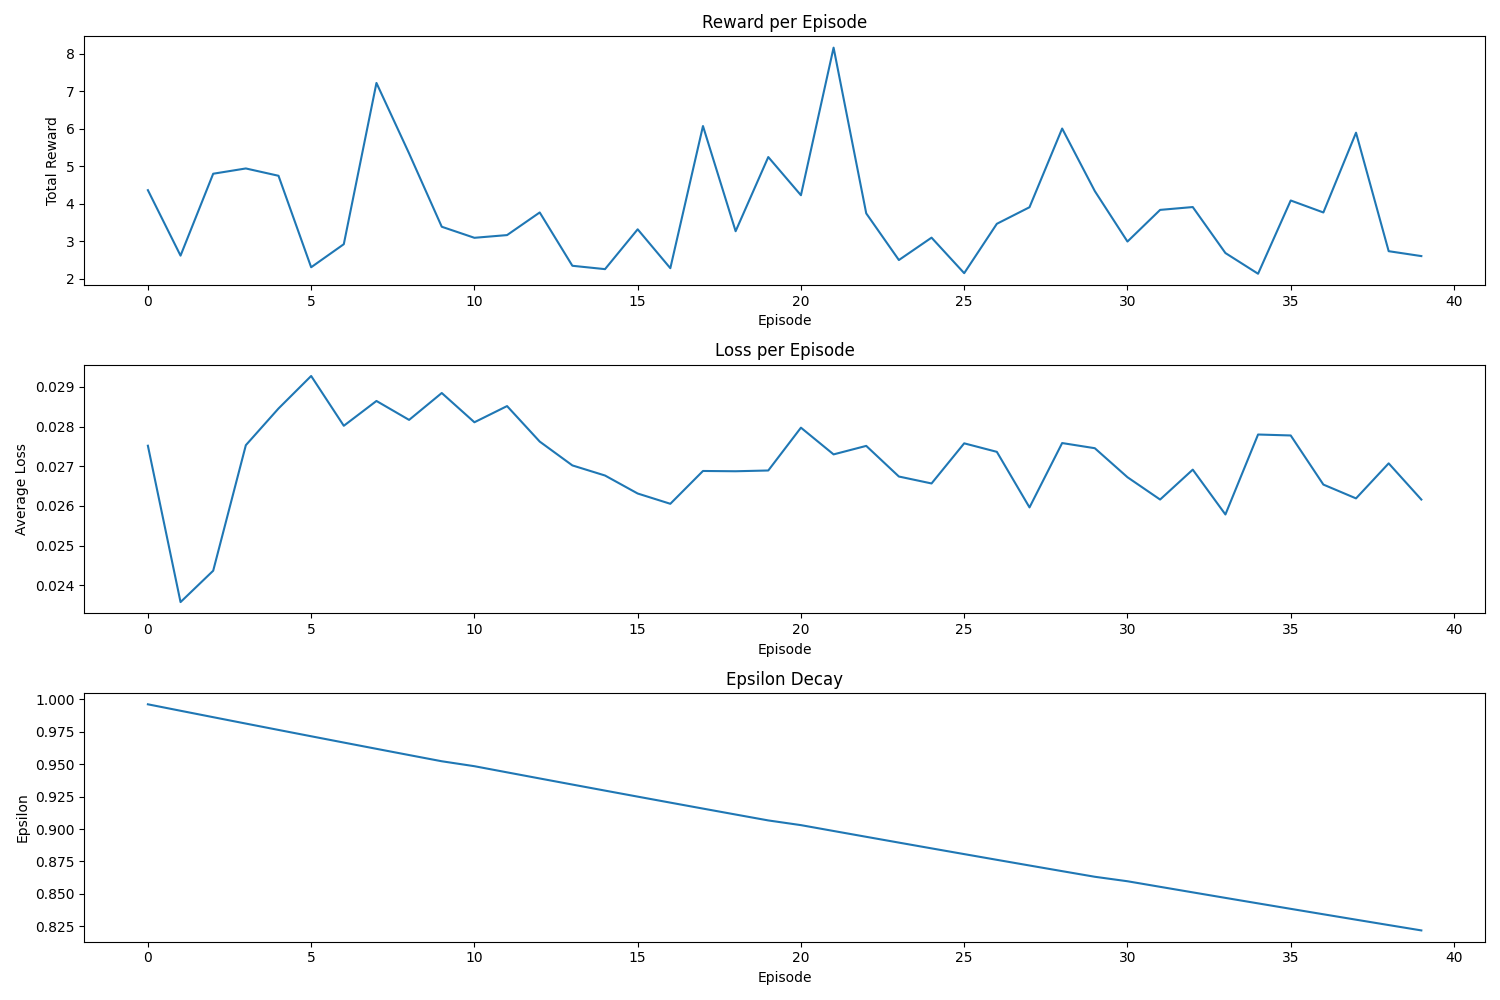 Reward per Episode
8
7
6
5
4
3
2
Total Reward
0 5 10 15 20 25 30 35 40
Episode
Loss per Episode
0.029
0.028
0.027
0.026
0.025
0.024
Average Loss
0 5 10 15 20 25 30 35 40
Episode
Epsilon Decay
1.000
0.975
0.950
0.925
0.900
0.875
0.850
0.825
Epsilon
0 5 10 15 20 25 30 35 40
Episode